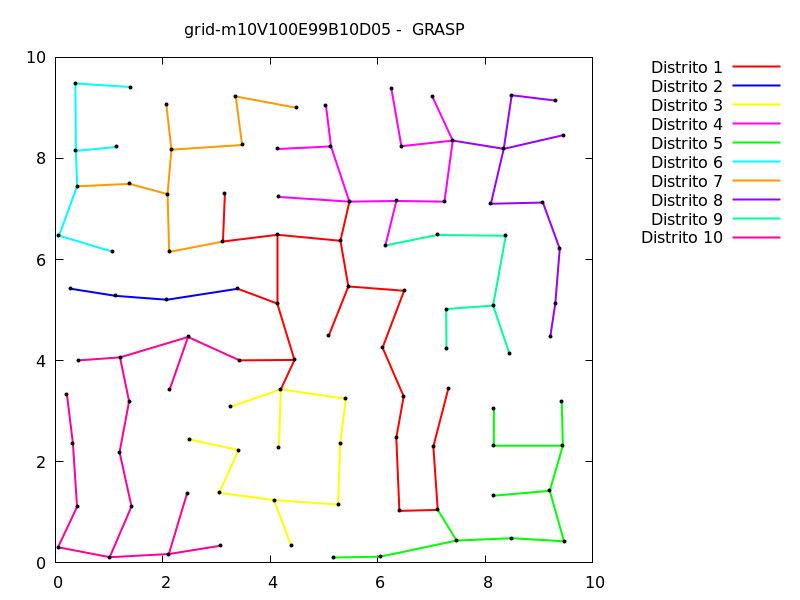 grid-m10V100E99B10D05 -  GRASP
10
8
6
4
2
0
0 2 4 6 8 10
Distrito 1
Distrito 2
Distrito 3
Distrito 4
Distrito 5
Distrito 6
Distrito 7
Distrito 8
Distrito 9
Distrito 10